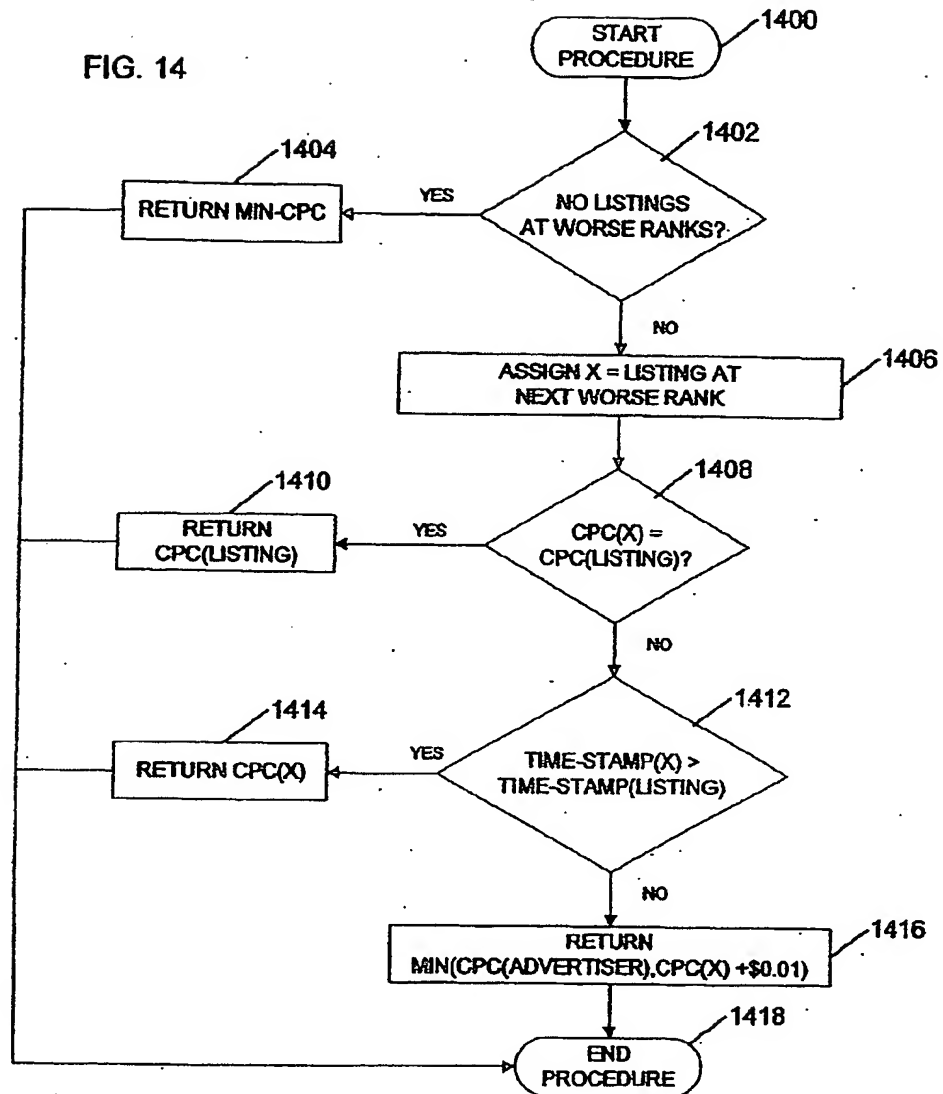 FIG. 14
START
PROCEDURE
1400
1402
NO LISTINGS
AT WORSE RANKS?
YES
1404
RETURN MIN-CPC
NO
1406
ASSIGN X = LISTING AT
NEXT WORSE RANK
1408
CPC(X) =
CPC(LISTING)?
YES
1410
RETURN
CPC(LISTING)
NO
1412
TIME-STAMP(X) >
TIME-STAMP(LISTING)
YES
1414
RETURN CPC(X)
NO
1416
RETURN
MIN(CPC(ADVERTISER),CPC(X) +$0.01)
1418
END
PROCEDURE